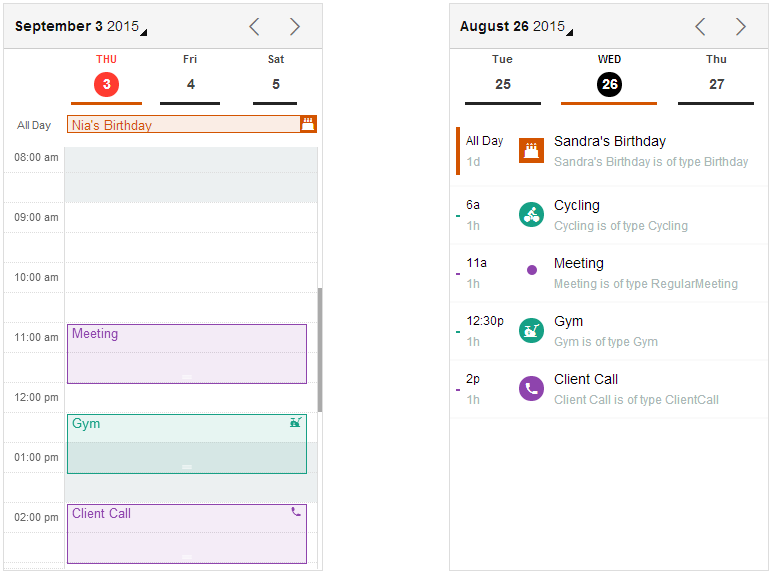 September 3 2015
THU Fri Sat
3 4 5
All Day Nia's Birthday
08:00 am
09:00 am
10:00 am
11:00 am Meeting
12:00 pm
Gym
01:00 pm
Client Call
02:00 pm
August 26 2015
Tue WED Thu
25 26 27
All Day Sandra's Birthday
1d Sandra's Birthday is of type Birthday
6a Cycling
1h Cycling is of type Cycling
11a Meeting
1h Meeting is of type RegularMeeting
12:30p Gym
1h Gym is of type Gym
2p Client Call
1h Client Call is of type ClientCall